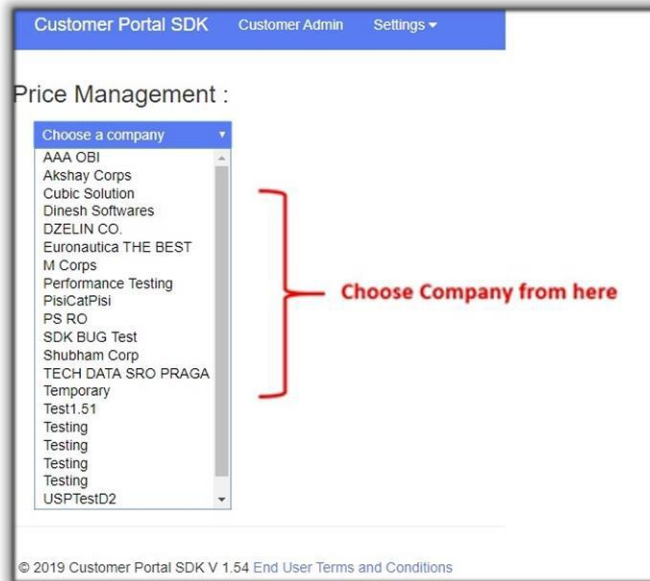 Customer Portal SDK Customer Admin Settings
Price Management :
Choose a company
AAA OBI
Akshay Corps
Cubic Solution
Dinesh Softwares
DZELIN CO.
Euronautica THE BEST
M Corps
Performance Testing
PisiCatPisi
PS RO
SDK BUG Test
Shubham Corp
TECH DATA SRO PRAGA
Temporary
Test1.51
Testing
Testing
Testing
Testing
USPTestD2
Choose Company from here
© 2019 Customer Portal SDK V 1.54 End User Terms and Conditions